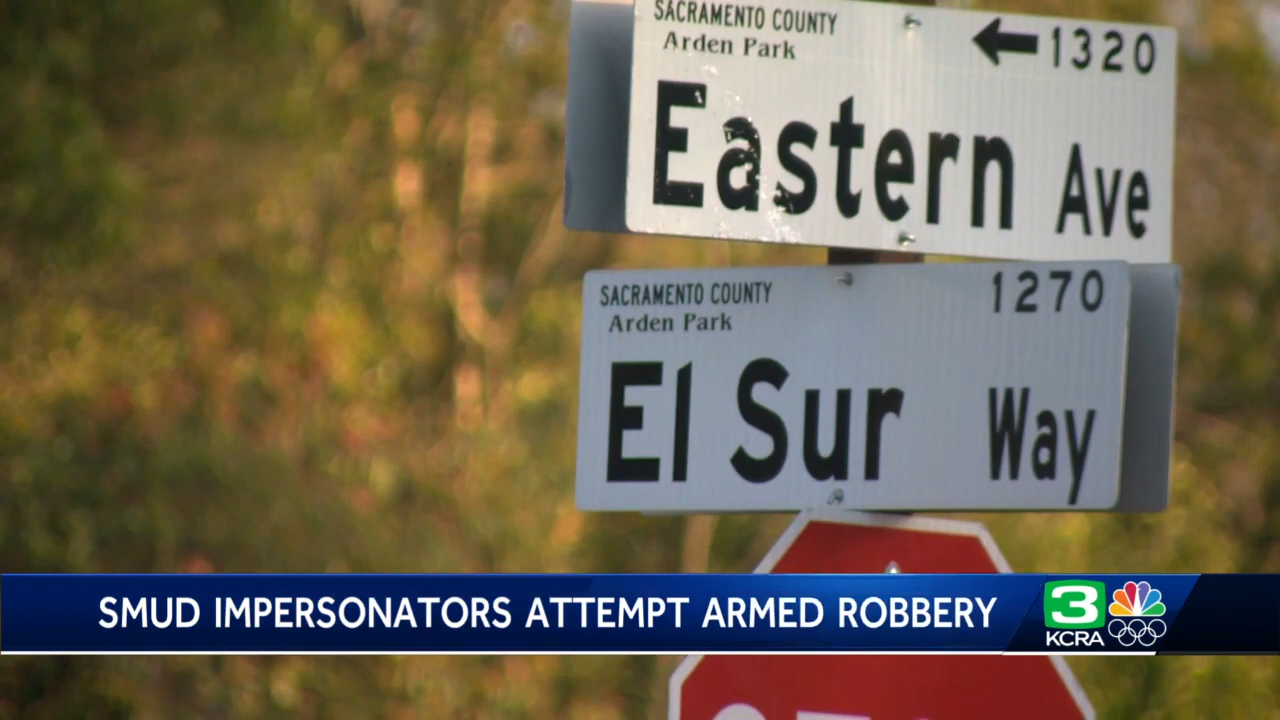 SACRAMENTO COUNTY
Arden Park
← 1320
Eastern Ave
SACRAMENTO COUNTY
Arden Park
1270
El Sur Way
SMUD IMPERSONATORS ATTEMPT ARMED ROBBERY
3
KCRA